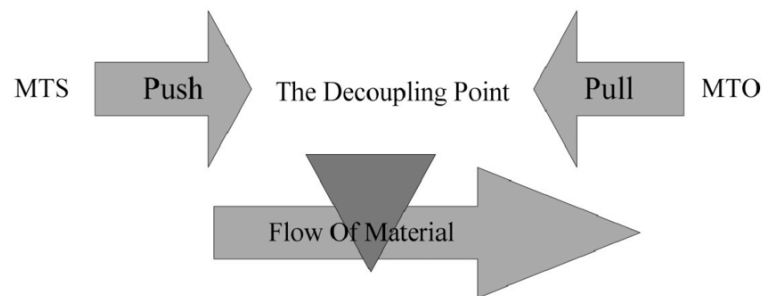 MTS
Push
The Decoupling Point
Pull
MTO
Flow Of Material